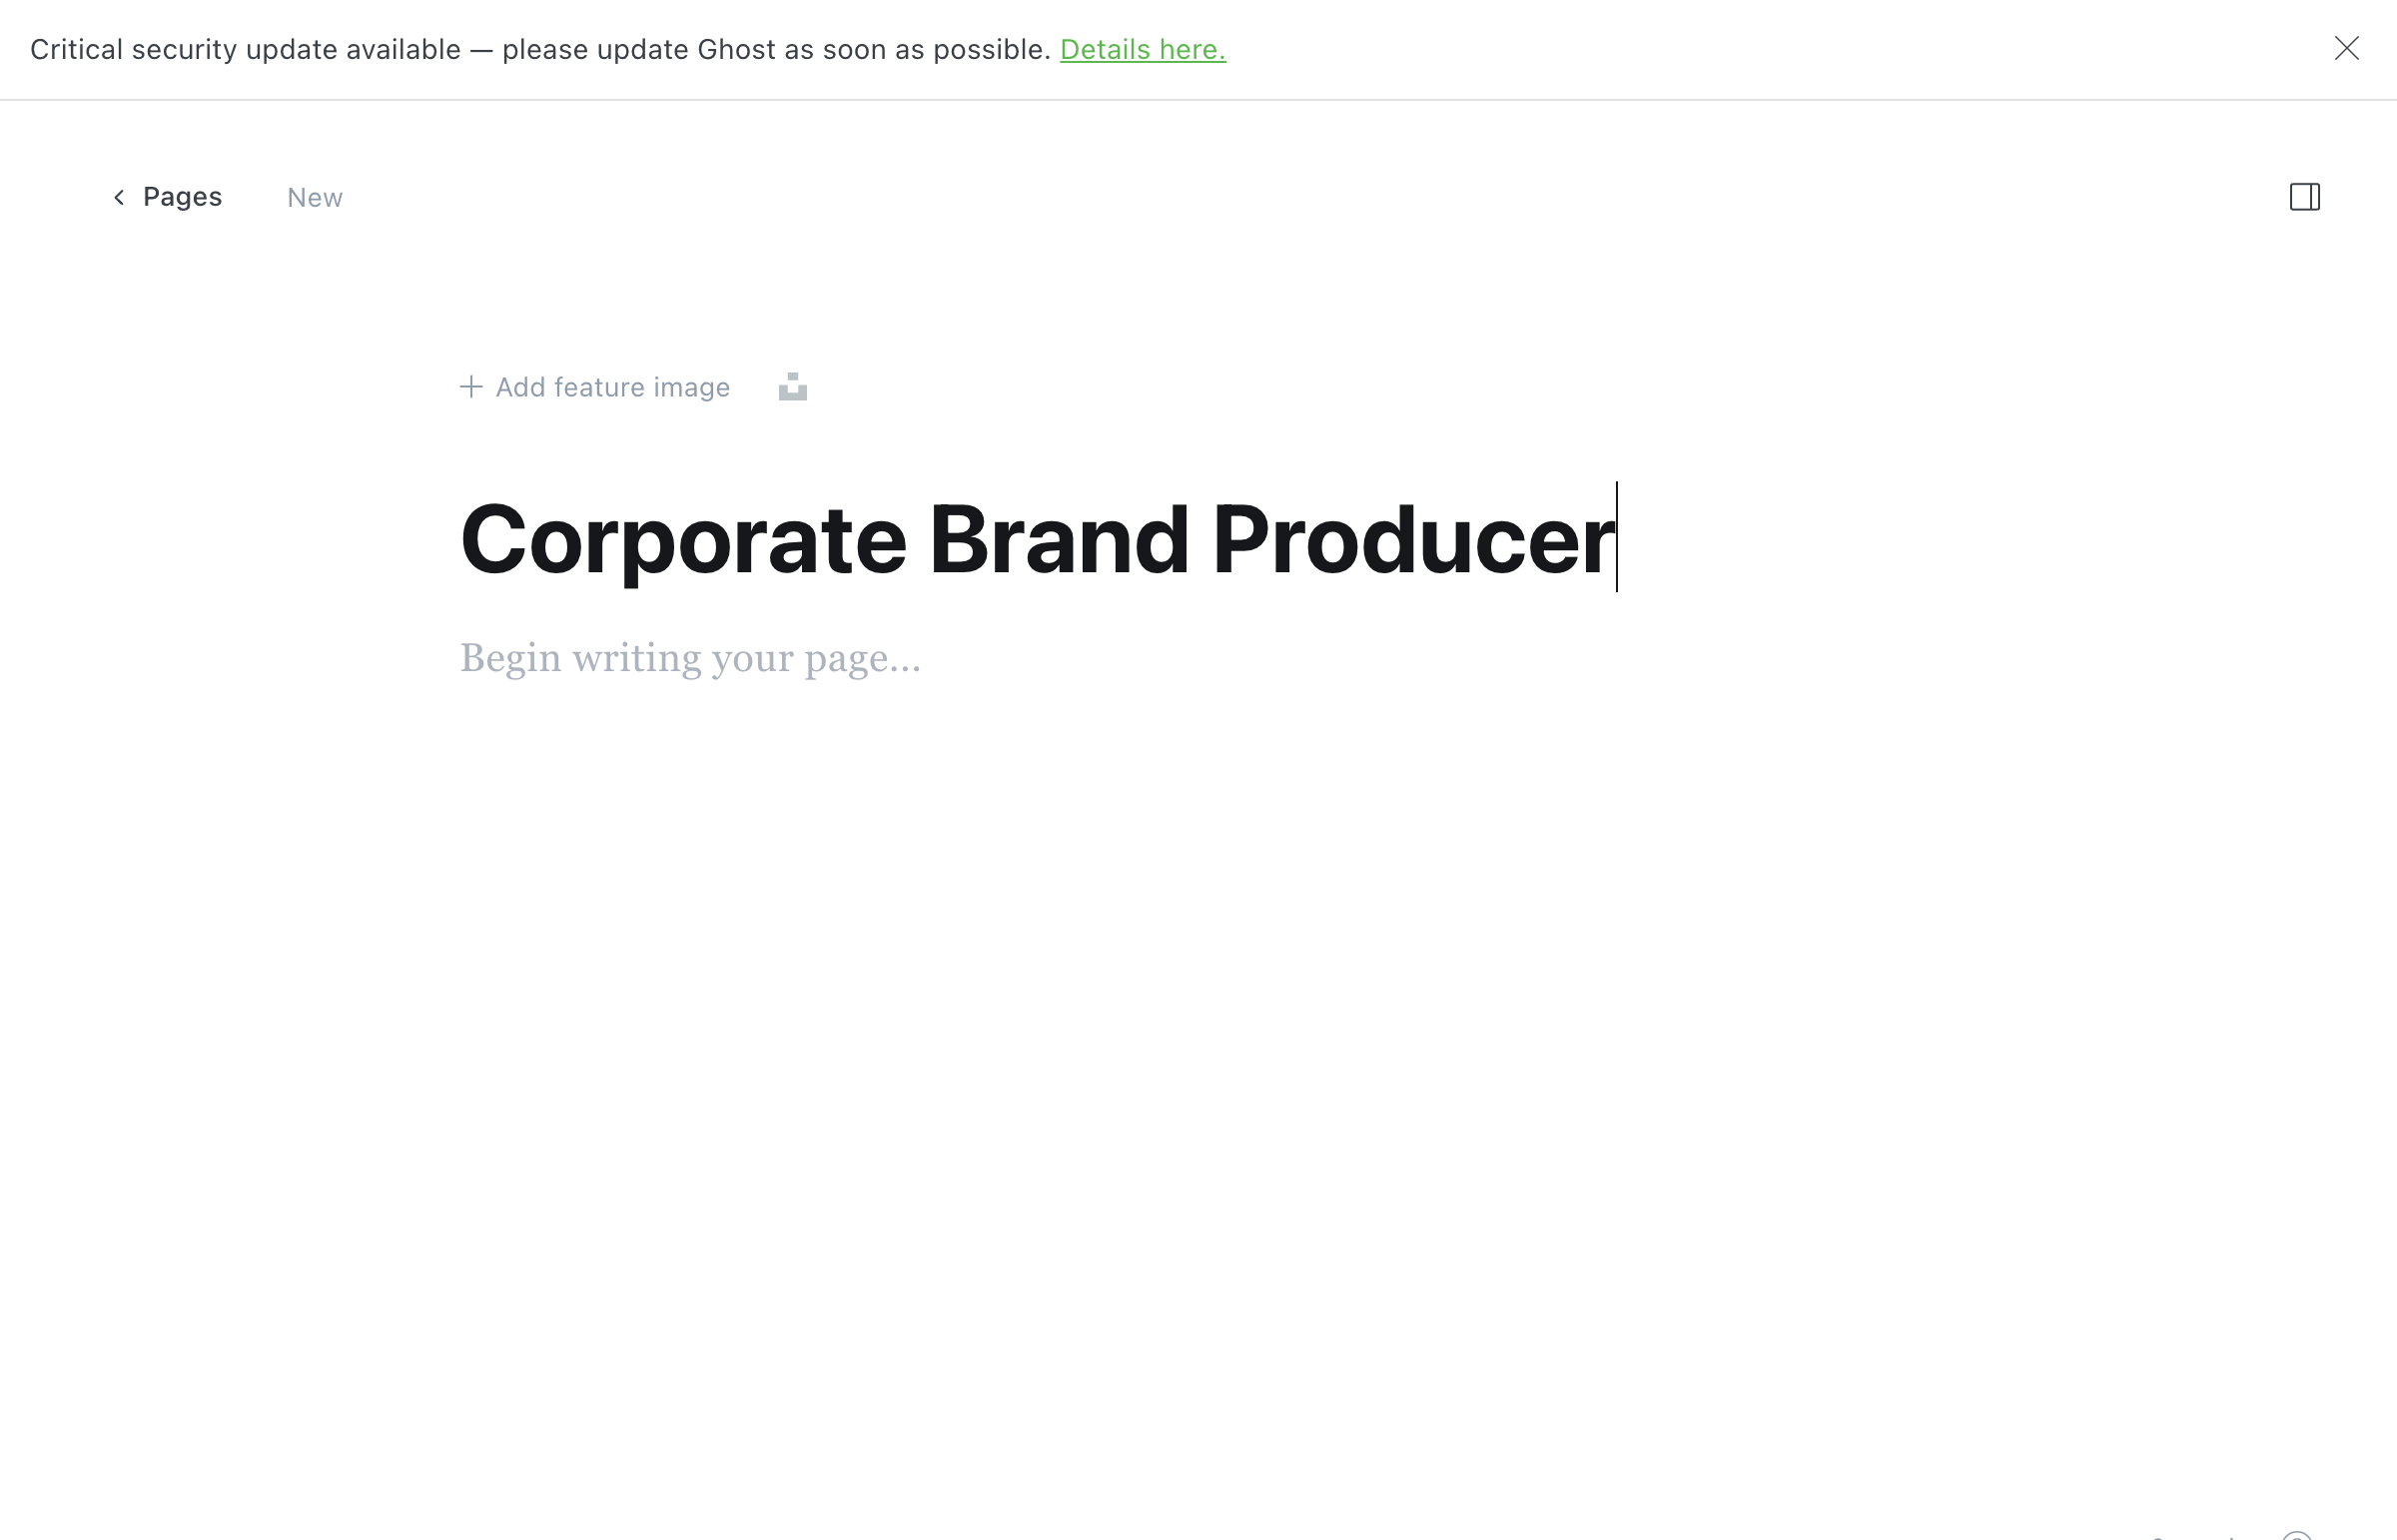 Critical security update available — please update Ghost as soon as possible. Details here.
Pages New
Add feature image
Corporate Brand Producer
Begin writing your page...